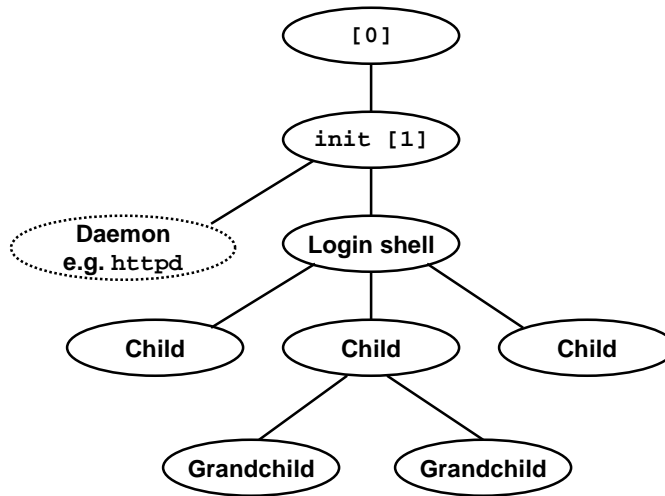 [0]
init [1]
Daemon
e.g. httpd
Login shell
Child
Child
Child
Grandchild
Grandchild